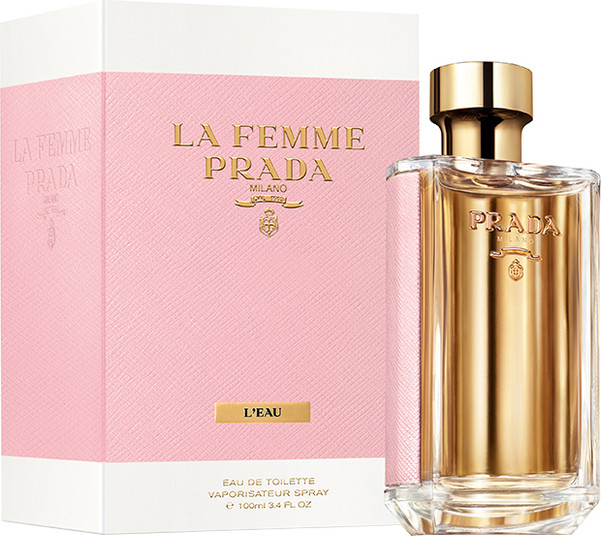 LA FEMME
PRADA
LA FEMME
PRADA
MILANO
L'EAU
EAU DE TOILETTE
VAPORISATEUR SPRAY
℮ 100ml 3.4 FL OZ
PRADA
MILANO